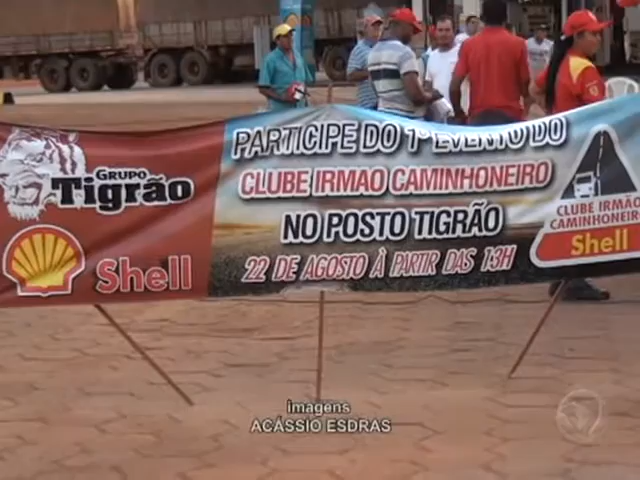 GRUPO
Tigrão
Shell
PARTICIPE DO 1º EVENTO DO
CLUBE IRMAO CAMINHONEIRO
NO POSTO TIGRÃO
22 DE AGOSTO À PARTIR DAS 13H
CLUBE IRMÃO
CAMINHONEIRO
Shell
imagens
ACÁSSIO ESDRAS